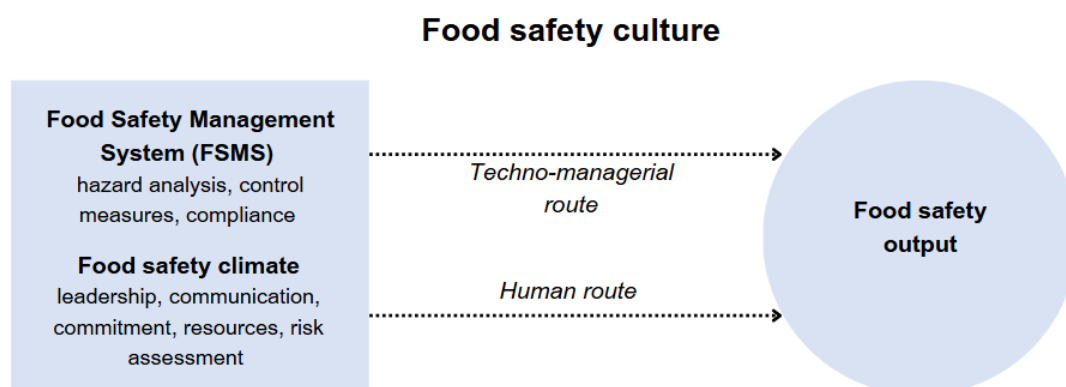 Food safety culture
Food Safety Management
System (FSMS)
hazard analysis, control
measures, compliance
Food safety climate
leadership, communication,
commitment, resources, risk
assessment
Techno-managerial
route
Human route
Food safety
output